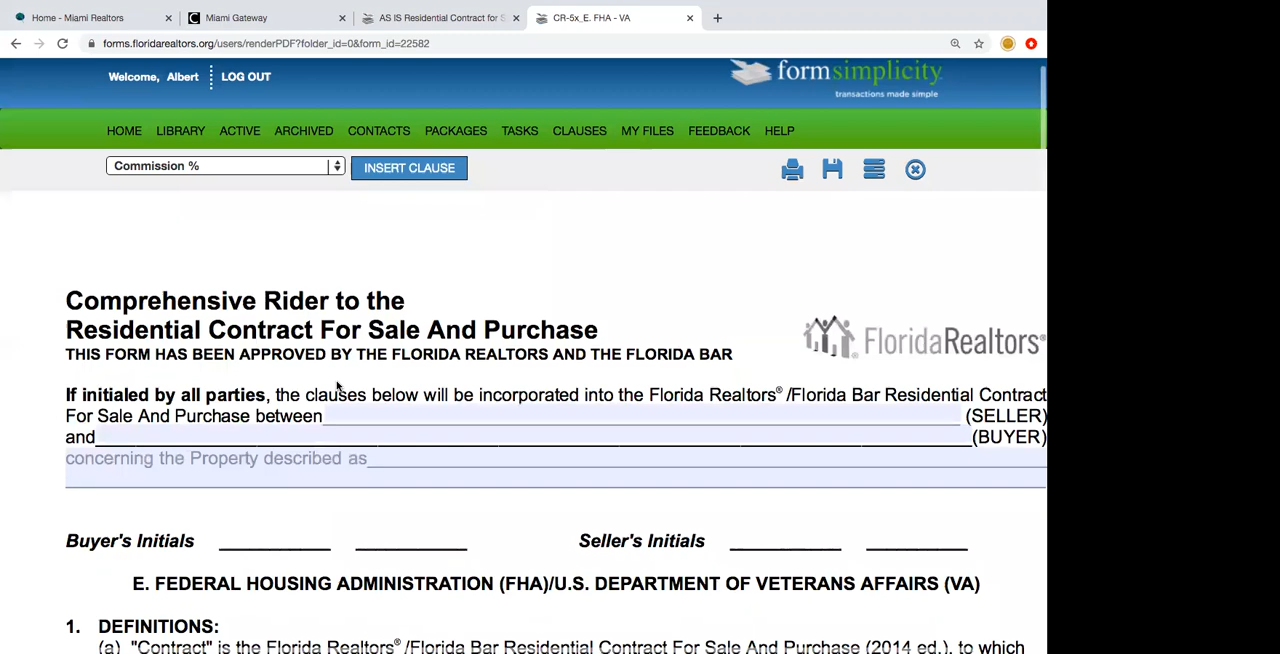 Home - Miami Realtors
Miami Gateway
AS IS Residential Contract for S
CR-5x_E. FHA - VA
forms.floridarealtors.org/users/renderPDF?folder_id=0&form_id=22582
Welcome, Albert
LOG OUT
formsimplicity
transactions made simple
HOME LIBRARY ACTIVE ARCHIVED CONTACTS PACKAGES TASKS CLAUSES MY FILES FEEDBACK HELP
Commission %
INSERT CLAUSE
Comprehensive Rider to the
Residential Contract For Sale And Purchase
THIS FORM HAS BEEN APPROVED BY THE FLORIDA REALTORS AND THE FLORIDA BAR
FloridaRealtors®
If initialed by all parties, the clauses below will be incorporated into the Florida Realtors® /Florida Bar Residential Contract
For Sale And Purchase between (SELLER)
and (BUYER)
concerning the Property described as
Buyer's Initials Seller's Initials
E. FEDERAL HOUSING ADMINISTRATION (FHA)/U.S. DEPARTMENT OF VETERANS AFFAIRS (VA)
1. DEFINITIONS:
(a) "Contract" is the Florida Realtors® /Florida Bar Residential Contract For Sale And Purchase (2014 ed.), to which